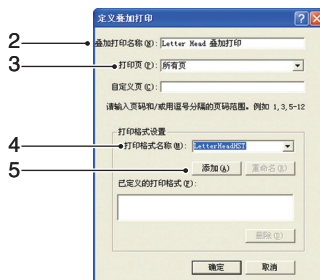 定义叠加打印
2
叠加打印名称(N): Letter Head 叠加打印
3
打印页(P): 所有页
自定义页(C):
请输入页码和/或用逗号分隔的页码范围。例如 1,3,5-12
打印格式设置
4
打印格式名称(M): LetterHeadMST
5
添加(A) 重命名(R)
已定义的打印格式(F):
删除(D)
确定 取消